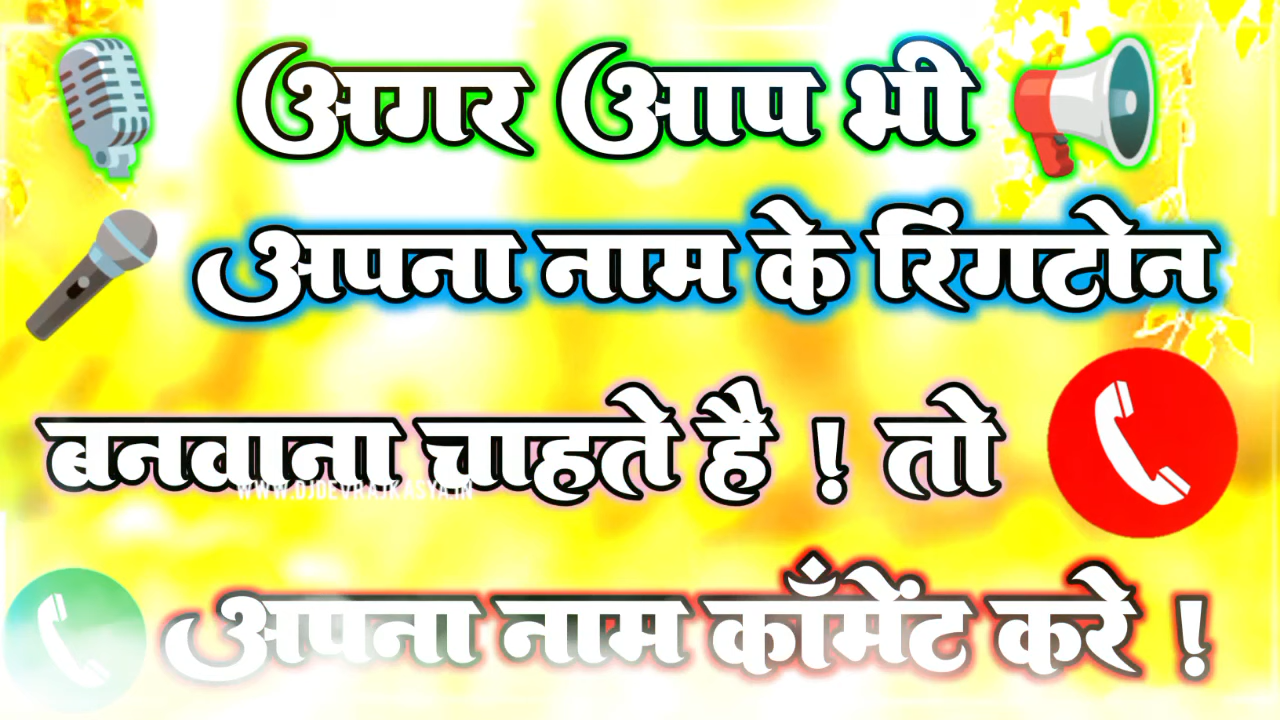 अगर आप भी
अपना नाम के रिंगटोन
बनवाना चाहते है ! तो
WWW.DJDEVRAJKASYA.IN
अपना नाम काँमेंट करे !